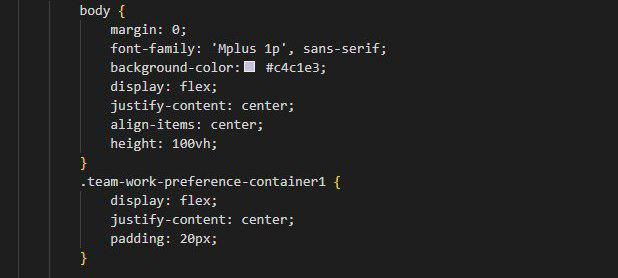 body {
margin: 0;
font-family: 'Mplus 1p', sans-serif;
background-color: #c4c1e3;
display: flex;
justify-content: center;
align-items: center;
height: 100vh;
}
.team-work-preference-container1 {
display: flex;
justify-content: center;
padding: 20px;
}